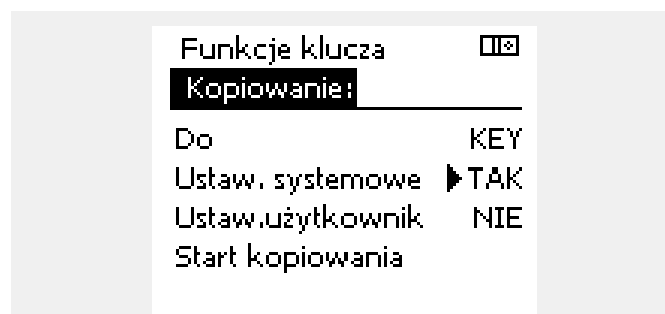 Funkcje klucza
Kopiowanie:
Do KEY
Ustaw. systemowe TAK
Ustaw.użytkownik NIE
Start kopiowania